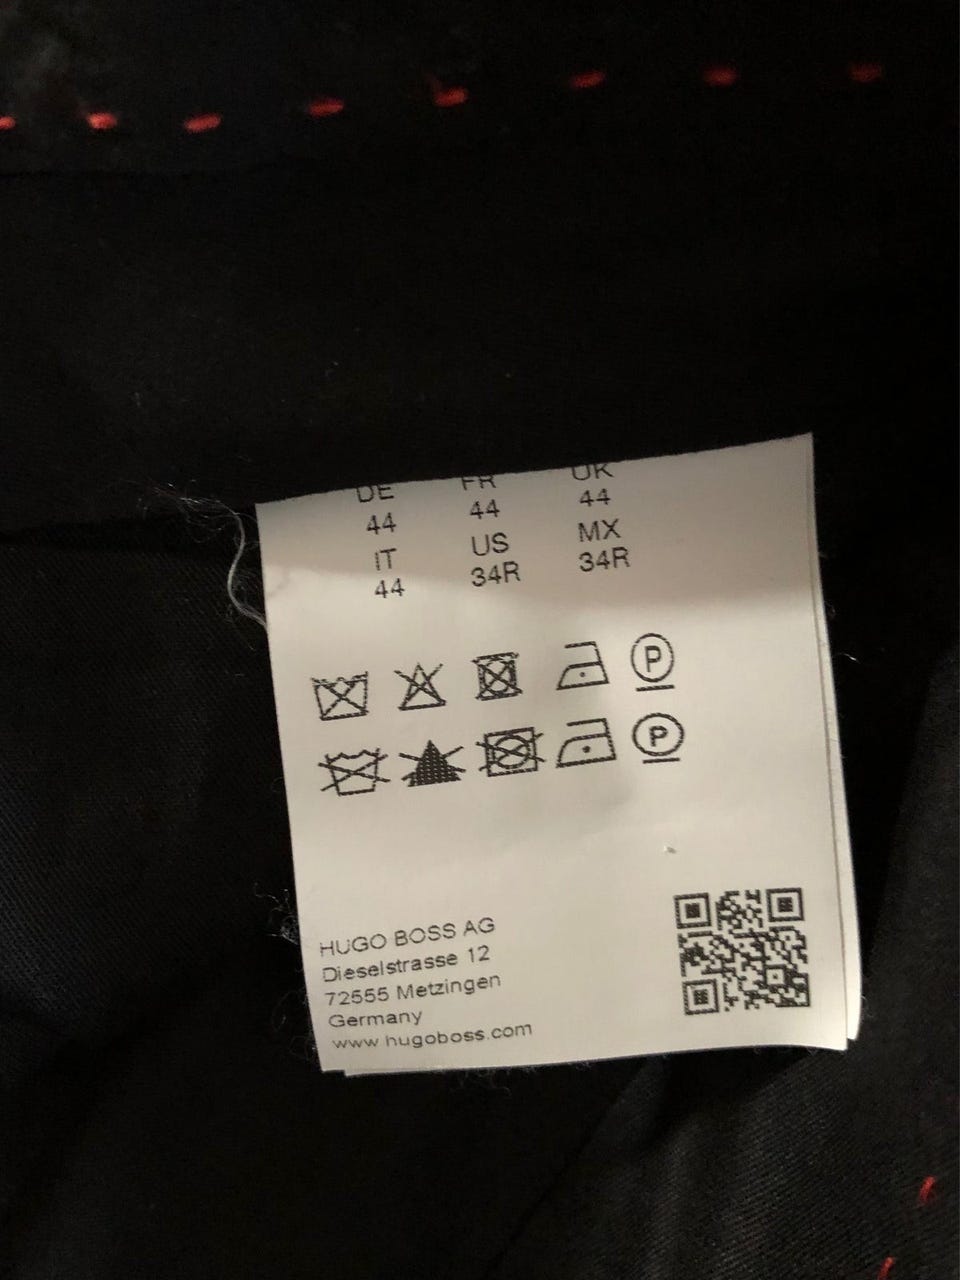 DE FR UK
44 44 44
IT US MX
44 34R 34R
P
P
HUGO BOSS AG
Dieselstrasse 12
72555 Metzingen
Germany
www.hugoboss.com